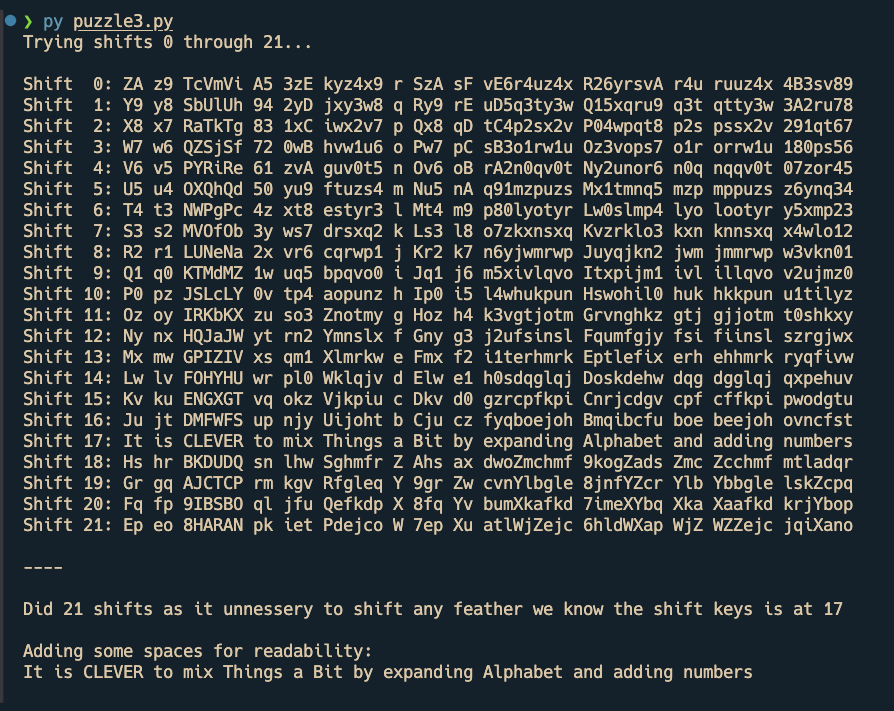 ❯ py puzzle3.py
Trying shifts 0 through 21...
Shift  0: ZA z9 TcVmVi A5 3zE kyz4x9 r SzA sF vE6r4uz4x R26yrsvA r4u ruuz4x 4B3sv89
Shift  1: Y9 y8 SbUlUh 94 2yD jxy3w8 q Ry9 rE uD5q3ty3w Q15xqru9 q3t qtty3w 3A2ru78
Shift  2: X8 x7 RaTkTg 83 1xC iwx2v7 p Qx8 qD tC4p2sx2v P04wpqt8 p2s pssx2v 291qt67
Shift  3: W7 w6 QZSjSf 72 0wB hvw1u6 o Pw7 pC sB3o1rw1u Oz3vops7 o1r orrw1u 180ps56
Shift  4: V6 v5 PYRiRe 61 zvA guv0t5 n Ov6 oB rA2n0qv0t Ny2unor6 n0q nqqv0t 07zor45
Shift  5: U5 u4 OXQhQd 50 yu9 ftuzs4 m Nu5 nA q91mzpuzs Mx1tmnq5 mzp mppuzs z6ynq34
Shift  6: T4 t3 NWPgPc 4z xt8 estyr3 l Mt4 m9 p80lyotyr Lw0slmp4 lyo lootyr y5xmp23
Shift  7: S3 s2 MVOfOb 3y ws7 drsxq2 k Ls3 l8 o7zkxnsxq Kvzrklo3 kxn knnsxq x4wlo12
Shift  8: R2 r1 LUNeNa 2x vr6 cqrwp1 j Kr2 k7 n6yjwmrwp Juyqjkn2 jwm jmmrwp w3vkn01
Shift  9: Q1 q0 KTMdMZ 1w uq5 bpqvo0 i Jq1 j6 m5xivlqvo Itxpijm1 ivl illqvo v2ujmz0
Shift 10: P0 pz JSLcLY 0v tp4 aopunz h Ip0 i5 l4whukpun Hswohil0 huk hkkpun u1tilyz
Shift 11: Oz oy IRKbKX zu so3 Znotmy g Hoz h4 k3vgtjotm Grvnghkz gtj gjjotm t0shkxy
Shift 12: Ny nx HQJaJW yt rn2 Ymnslx f Gny g3 j2ufsinsl Fqumfgjy fsi fiinsl szrgjwx
Shift 13: Mx mw GPIZIV xs qm1 Xlmrkw e Fmx f2 i1terhmrk Eptlefix erh ehhmrk ryqfivw
Shift 14: Lw lv FOHYHU wr pl0 Wklqjv d Elw e1 h0sdqglqj Doskdehw dqg dgglqj qxpehuv
Shift 15: Kv ku ENGXGT vq okz Vjkpiu c Dkv d0 gzrcpfkpi Cnrjcdgv cpf cffkpi pwodgtu
Shift 16: Ju jt DMFWFS up njy Uijoht b Cju cz fyqboejoh Bmqibcfu boe beejoh ovncfst
Shift 17: It is CLEVER to mix Things a Bit by expanding Alphabet and adding numbers
Shift 18: Hs hr BKDUDQ sn lhw Sghmfr Z Ahs ax dwoZmchmf 9kogZads Zmc Zcchmf mtladqr
Shift 19: Gr gq AJCTCP rm kgv Rfgleq Y 9gr Zw cvnYlbgle 8jnfYZcr Ylb Ybbgle lskZcpq
Shift 20: Fq fp 9IBSBO ql jfu Qefkdp X 8fq Yv bumXkafkd 7imeXYbq Xka Xaafkd krjYbop
Shift 21: Ep eo 8HARAN pk iet Pdejco W 7ep Xu atlWjZejc 6hldWXap WjZ WZZejc jqiXano
----
Did 21 shifts as it unnessery to shift any feather we know the shift keys is at 17
Adding some spaces for readability:
It is CLEVER to mix Things a Bit by expanding Alphabet and adding numbers